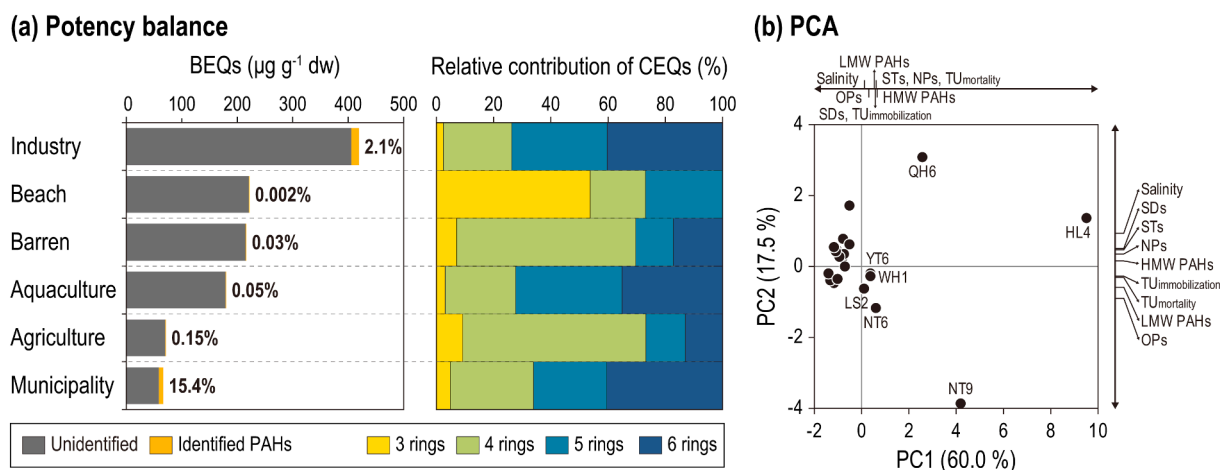 (a) Potency balance
BEQs (µg g⁻¹ dw)
0 100 200 300 400 500
Relative contribution of CEQs (%)
0 20 40 60 80 100
Industry 2.1%
Beach 0.002%
Barren 0.03%
Aquaculture 0.05%
Agriculture 0.15%
Municipality 15.4%
Unidentified Identified PAHs 3 rings 4 rings 5 rings 6 rings
(b) PCA
LMW PAHs
Salinity STs, NPs, TUmortality
OPs HMW PAHs
SDs, TUimmobilization
PC2 (17.5 %)
4
2
0
-2
-4
QH6
HL4
YT6
WH1
LS2
NT6
NT9
-2 0 2 4 6 8 10
PC1 (60.0 %)
Salinity
SDs
STs
NPs
HMW PAHs
TUimmobilization
TUmortality
LMW PAHs
OPs